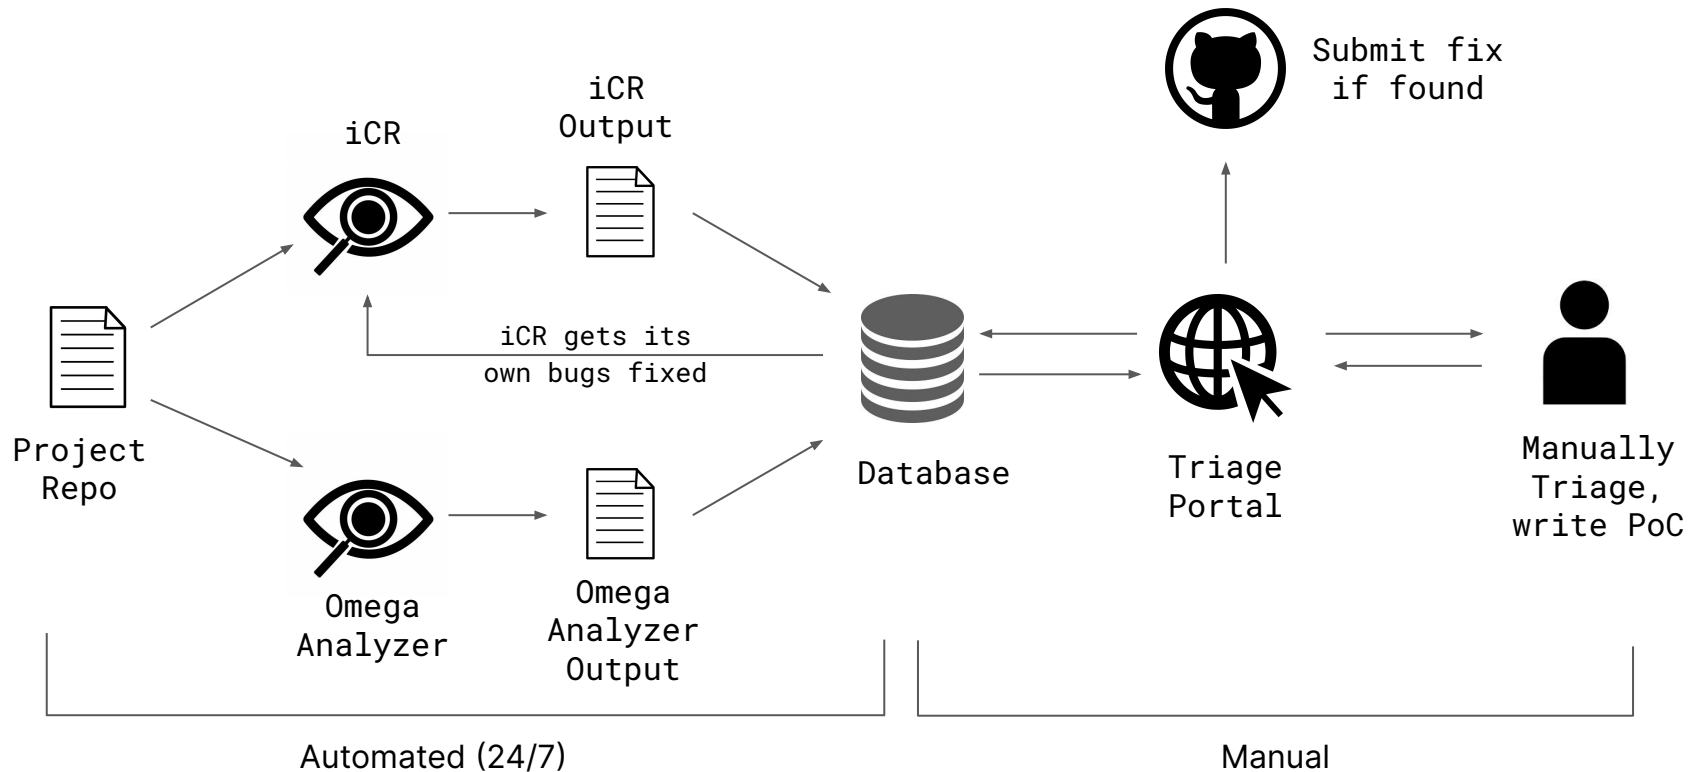 Submit fix
if found
iCR
Output
iCR
iCR gets its
own bugs fixed
Project
Repo
Database
Triage
Portal
Manually
Triage,
write PoC
Omega
Analyzer
Omega
Analyzer
Output
Automated (24/7)
Manual